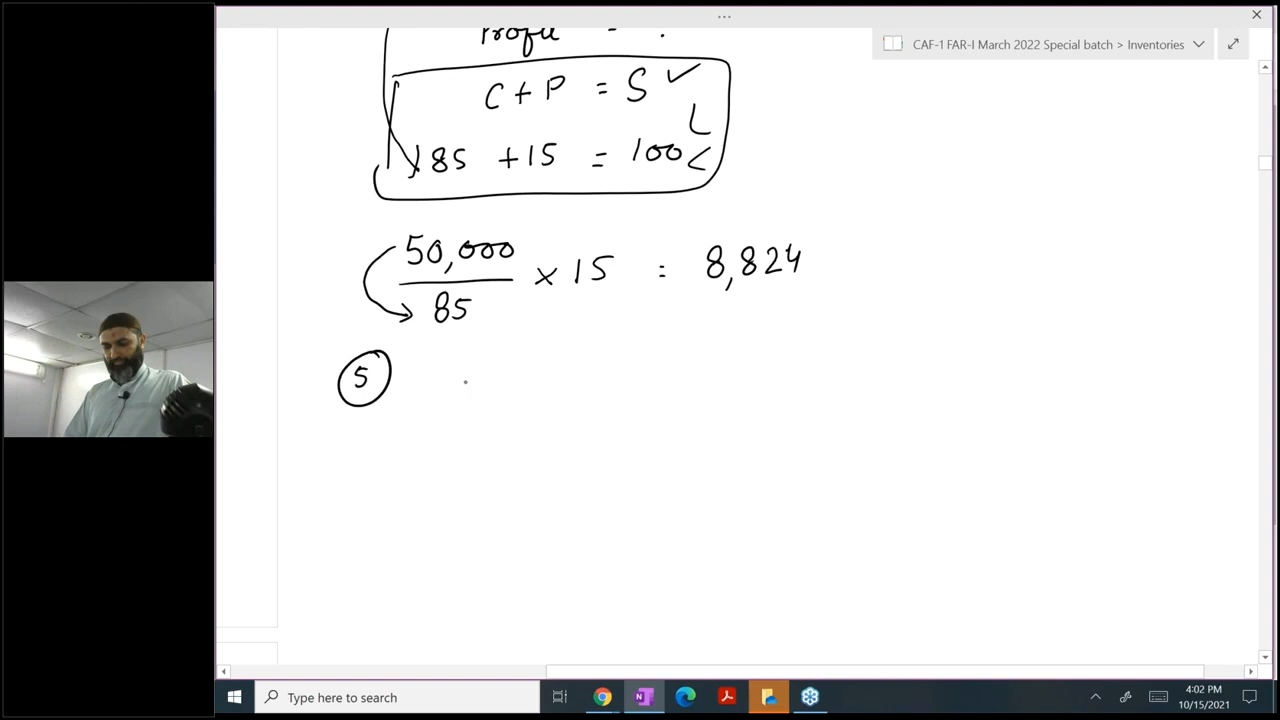 ...
CAF-1 FAR-I March 2022 Special batch > Inventories
Profit = ?
C + P = S ✓
85 + 15 = 100
50,000
85
× 15 = 8,824
5
Type here to search
4:02 PM
10/15/2021